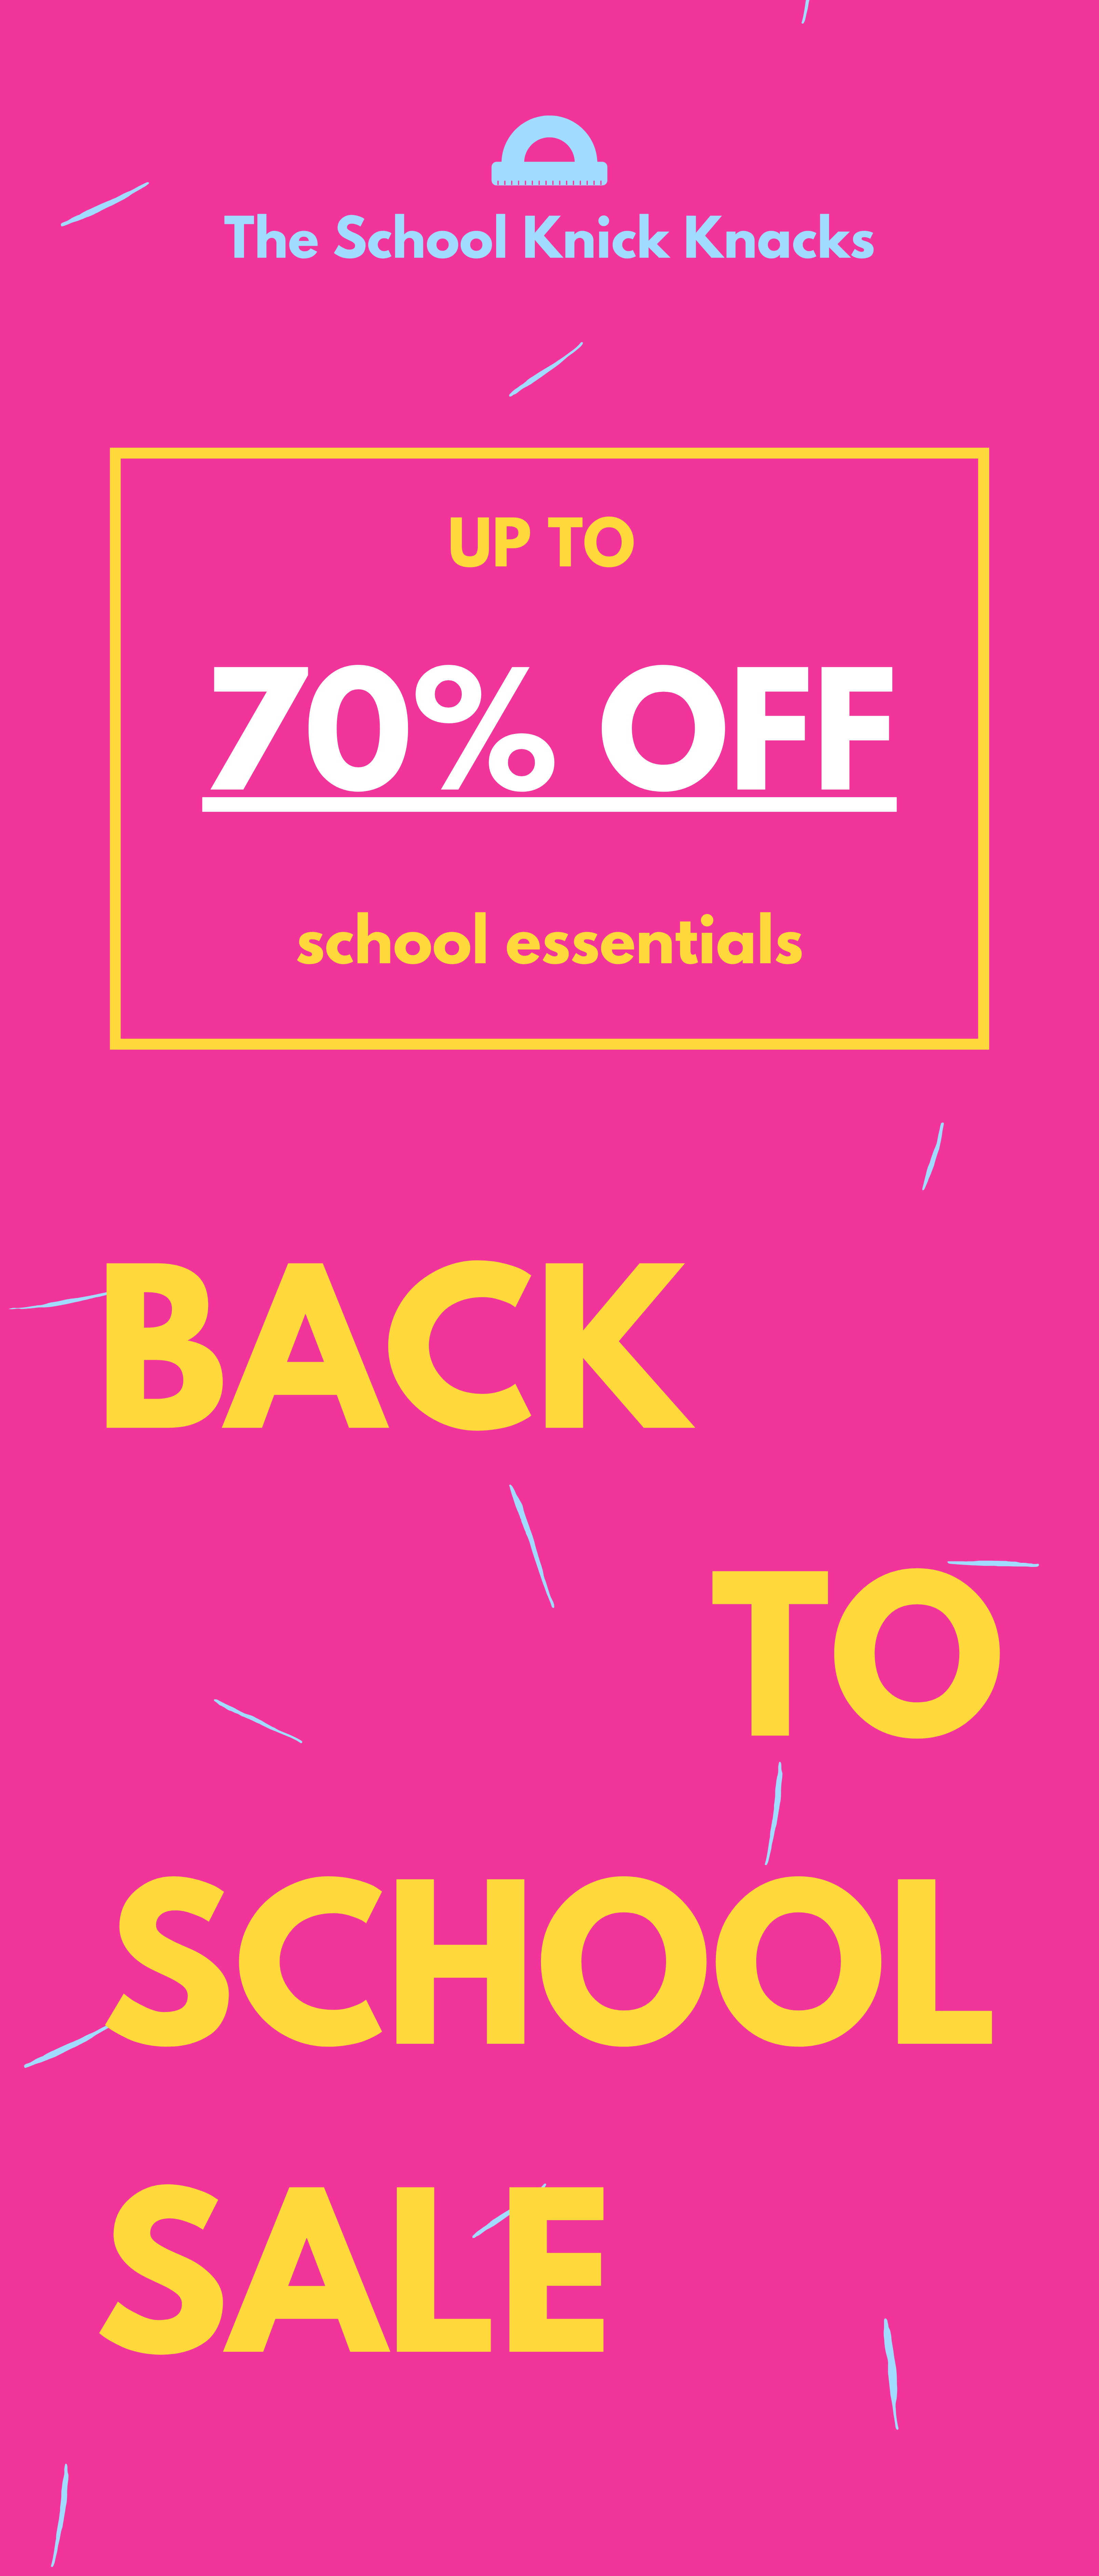 The School Knick Knacks
UP TO
70% OFF
school essentials
BACK
TO
SCHOOL
SALE